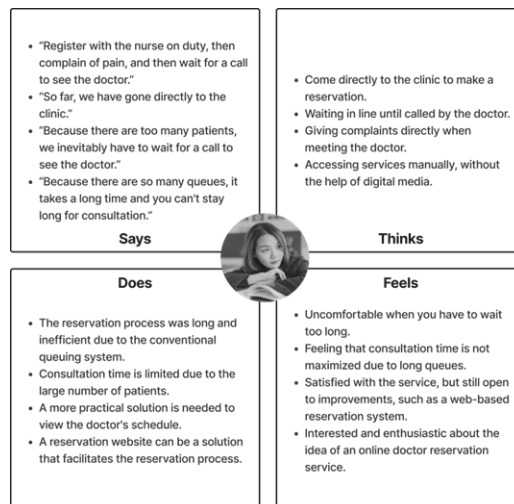 • "Register with the nurse on duty, then
complain of pain, and then wait for a call
to see the doctor."
• "So far, we have gone directly to the
clinic."
• "Because there are too many patients,
we inevitably have to wait for a call to
see the doctor."
• "Because there are so many queues, it
takes a long time and you can't stay
long for consultation."
Says
• Come directly to the clinic to make a
reservation.
• Waiting in line until called by the doctor.
• Giving complaints directly when
meeting the doctor.
• Accessing services manually, without
the help of digital media.
Thinks
Does
• The reservation process was long and
inefficient due to the conventional
queuing system.
• Consultation time is limited due to the
large number of patients.
• A more practical solution is needed to
view the doctor's schedule.
• A reservation website can be a solution
that facilitates the reservation process.
Feels
• Uncomfortable when you have to wait
too long.
• Feeling that consultation time is not
maximized due to long queues.
• Satisfied with the service, but still open
to improvements, such as a web-based
reservation system.
• Interested and enthusiastic about the
idea of an online doctor reservation
service.